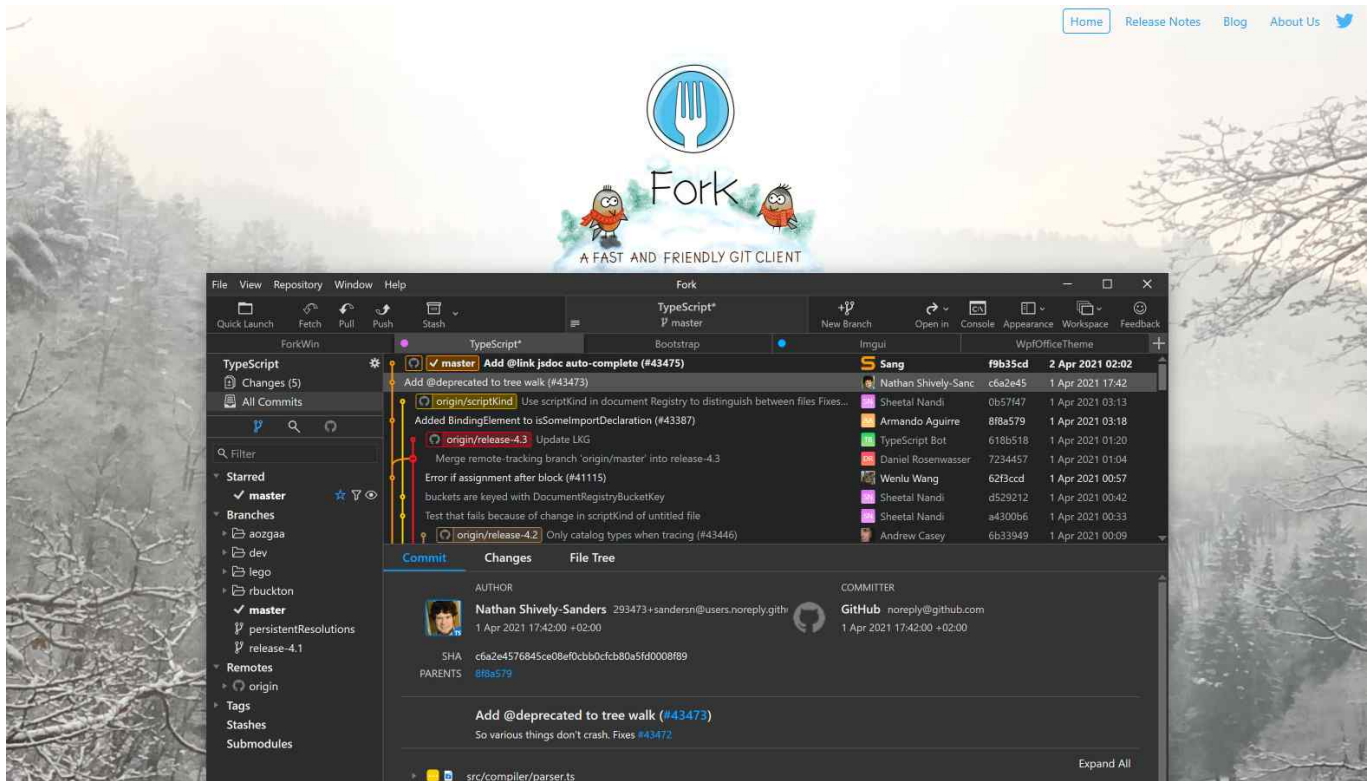 Home Release Notes Blog About Us
Fork
A FAST AND FRIENDLY GIT CLIENT
File View Repository Window Help Fork
Quick Launch Fetch Pull Push Stash TypeScript* master New Branch Open in Console Appearance Workspace Feedback
ForkWin TypeScript* Bootstrap Imgui WpfOfficeTheme
TypeScript
Changes (5)
All Commits
Filter
Starred
master
Branches
aozgaa
dev
lego
rbuckton
master
persistentResolutions
release-4.1
Remotes
origin
Tags
Stashes
Submodules
master Add @link jsdoc auto-complete (#43475) Sang f9b35cd 2 Apr 2021 02:02
Add @deprecated to tree walk (#43473) Nathan Shively-Sanc c6a2e45 1 Apr 2021 17:42
origin/scriptKind Use scriptKind in document Registry to distinguish between files Fixes... SN Sheetal Nandi 0b57f47 1 Apr 2021 03:13
Added BindingElement to isSomeImportDeclaration (#43387) AA Armando Aguirre 8f8a579 1 Apr 2021 03:18
origin/release-4.3 Update LKG TB TypeScript Bot 618b518 1 Apr 2021 01:20
Merge remote-tracking branch 'origin/master' into release-4.3 DR Daniel Rosenwasser 7234457 1 Apr 2021 01:04
Error if assignment after block (#41115) Wenlu Wang 62f3ccd 1 Apr 2021 00:57
buckets are keyed with DocumentRegistryBucketKey SN Sheetal Nandi d529212 1 Apr 2021 00:42
Test that fails because of change in scriptKind of untitled file SN Sheetal Nandi a4300b6 1 Apr 2021 00:33
origin/release-4.2 Only catalog types when tracing (#43446) Andrew Casey 6b33949 1 Apr 2021 00:09
Commit Changes File Tree
AUTHOR
Nathan Shively-Sanders 293473+sandersn@users.noreply.gith
1 Apr 2021 17:42:00 +02:00
COMMITTER
GitHub noreply@github.com
1 Apr 2021 17:42:00 +02:00
SHA c6a2e4576845ce08ef0cbb0cfcb80a5fd0008f89
PARENTS 8f8a579
Add @deprecated to tree walk (#43473)
So various things don't crash. Fixes #43472
Expand All
src/compiler/parser.ts